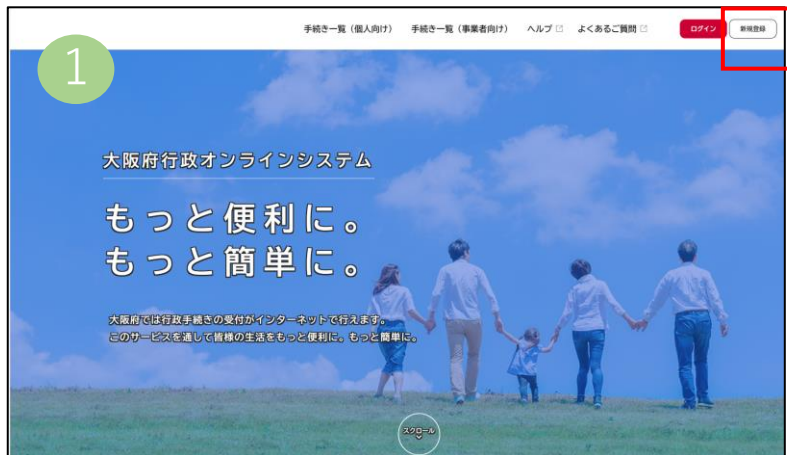 手続き一覧（個人向け） 手続き一覧（事業者向け） ヘルプ よくあるご質問 ログイン 新規登録
1
大阪府行政オンラインシステム
もっと便利に。
もっと簡単に。
大阪府では行政手続きの受付がインターネットで行えます。
このサービスを通して皆様の生活をもっと便利に。もっと簡単に。
スクロール